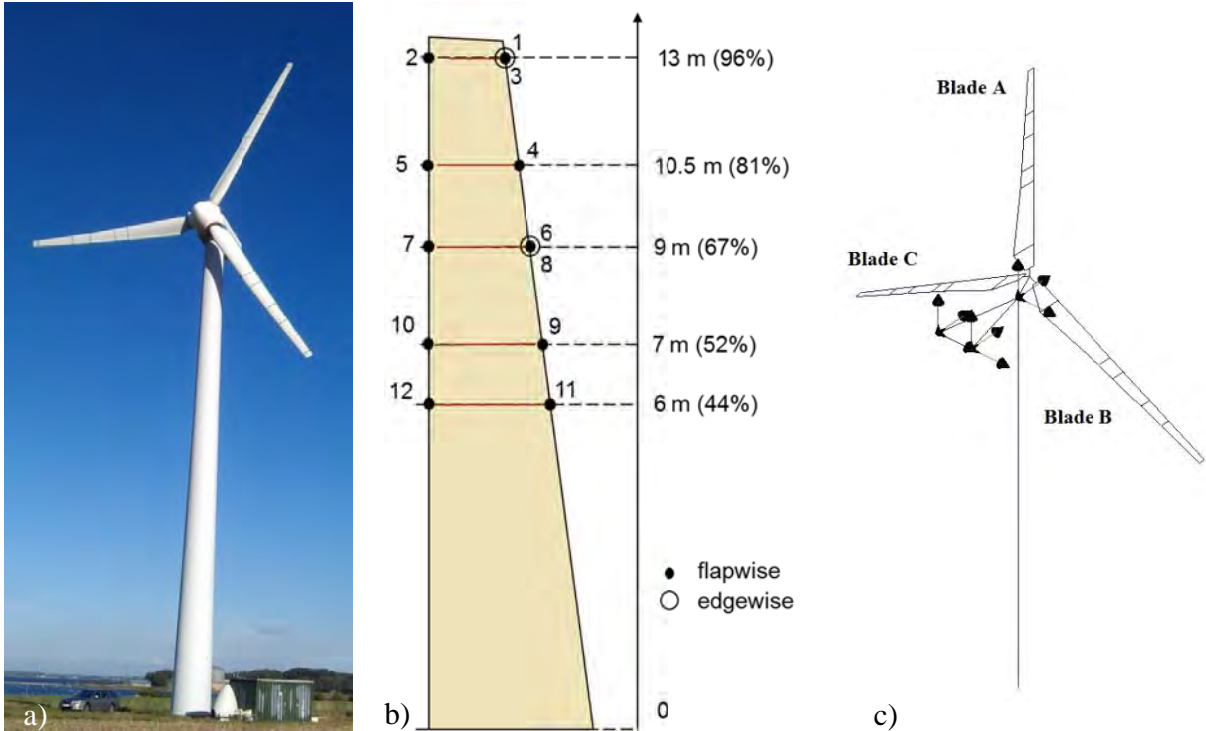 a)
1
2
3
13 m (96%)
4
5
10.5 m (81%)
6
7
8
9 m (67%)
9
10
7 m (52%)
11
12
6 m (44%)
flapwise
edgewise
0
b)
Blade A
Blade C
Blade B
c)